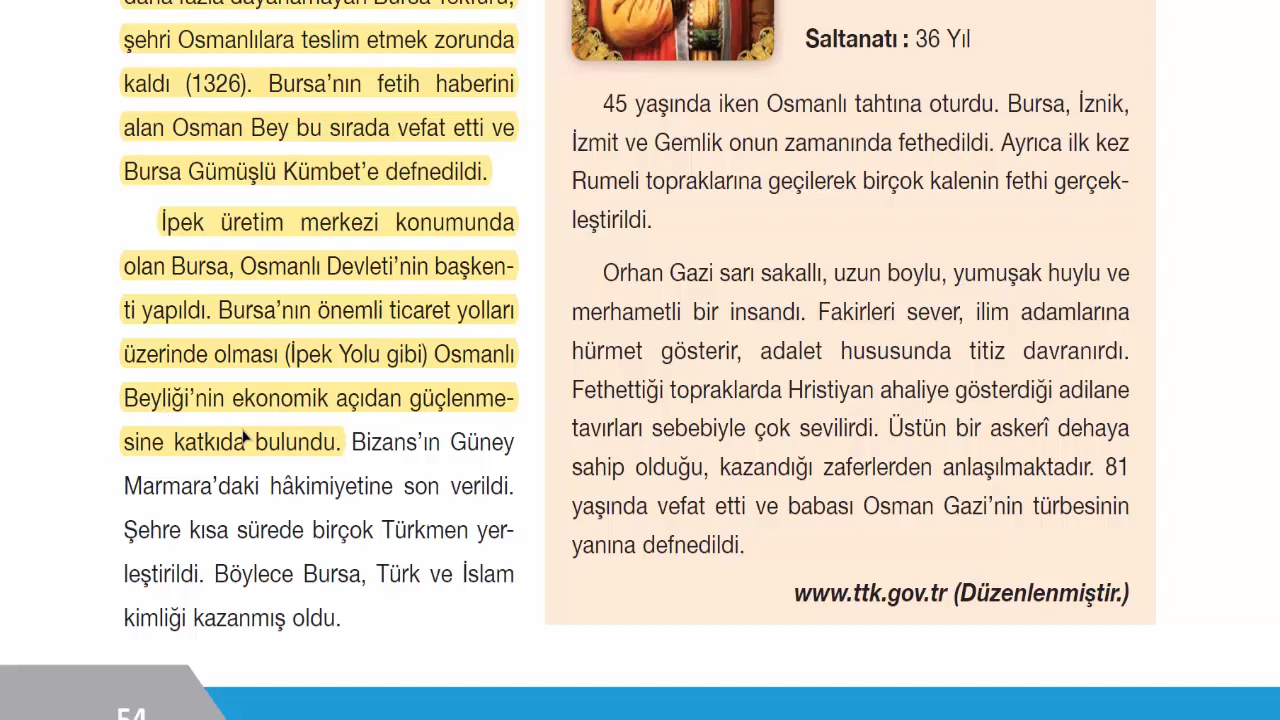 daha fazla dayanamayan Bursa Tekfuru,
şehri Osmanlılara teslim etmek zorunda
kaldı (1326). Bursa’nın fetih haberini
alan Osman Bey bu sırada vefat etti ve
Bursa Gümüşlü Kümbet’e defnedildi.
İpek üretim merkezi konumunda
olan Bursa, Osmanlı Devleti’nin başken-
ti yapıldı. Bursa’nın önemli ticaret yolları
üzerinde olması (İpek Yolu gibi) Osmanlı
Beyliği’nin ekonomik açıdan güçlenme-
sine katkıda bulundu. Bizans’ın Güney
Marmara’daki hâkimiyetine son verildi.
Şehre kısa sürede birçok Türkmen yer-
leştirildi. Böylece Bursa, Türk ve İslam
kimliği kazanmış oldu.
Saltanatı : 36 Yıl
45 yaşında iken Osmanlı tahtına oturdu. Bursa, İznik,
İzmit ve Gemlik onun zamanında fethedildi. Ayrıca ilk kez
Rumeli topraklarına geçilerek birçok kalenin fethi gerçek-
leştirildi.
Orhan Gazi sarı sakallı, uzun boylu, yumuşak huylu ve
merhametli bir insandı. Fakirleri sever, ilim adamlarına
hürmet gösterir, adalet hususunda titiz davranırdı.
Fethettiği topraklarda Hristiyan ahaliye gösterdiği adilane
tavırları sebebiyle çok sevilirdi. Üstün bir askerî dehaya
sahip olduğu, kazandığı zaferlerden anlaşılmaktadır. 81
yaşında vefat etti ve babası Osman Gazi’nin türbesinin
yanına defnedildi.
www.ttk.gov.tr (Düzenlenmiştir.)
54